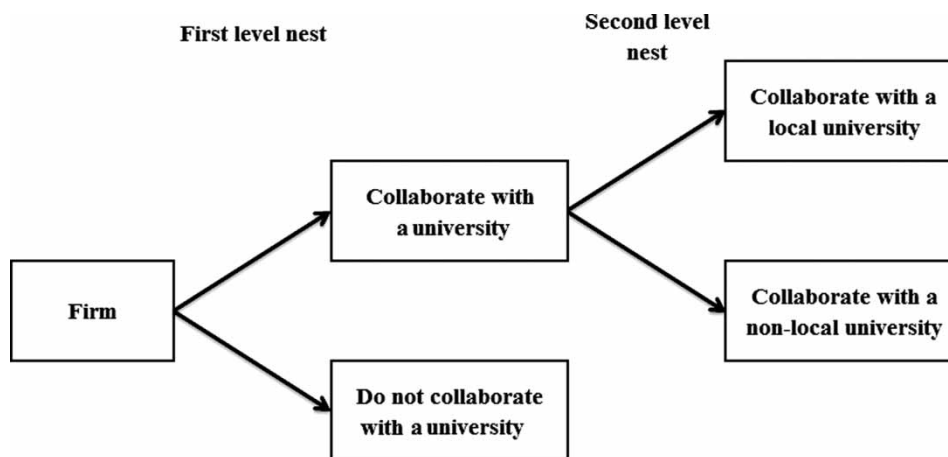 First level nest
Second level
nest
Collaborate with a
local university
Collaborate with
a university
Firm
Collaborate with a
non-local university
Do not collaborate
with a university